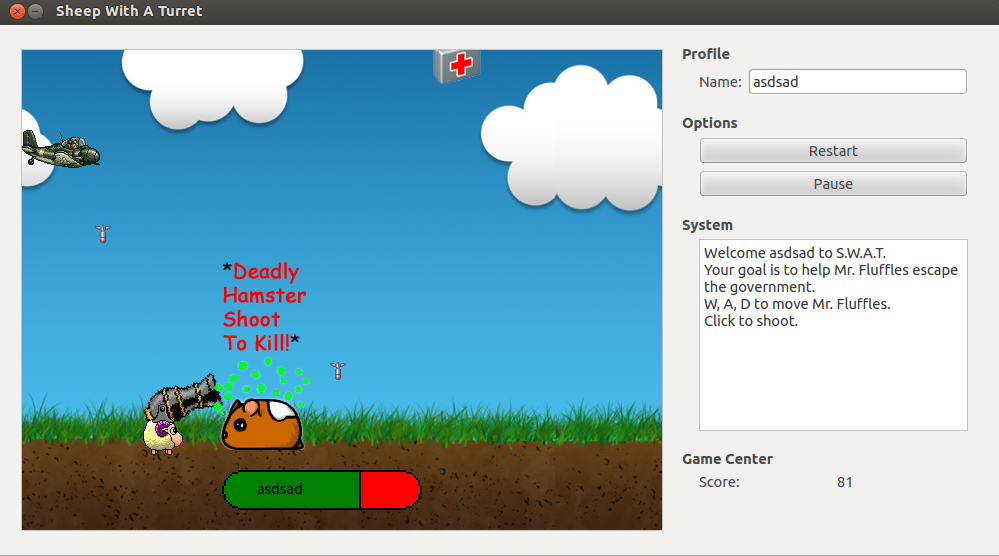 Sheep With A Turret
*Deadly
Hamster
Shoot
To Kill!*
asdsad
Profile
Name: asdsad
Options
Restart
Pause
System
Welcome asdsad to S.W.A.T.
Your goal is to help Mr. Fluffles escape
the government.
W, A, D to move Mr. Fluffles.
Click to shoot.
Game Center
Score: 81